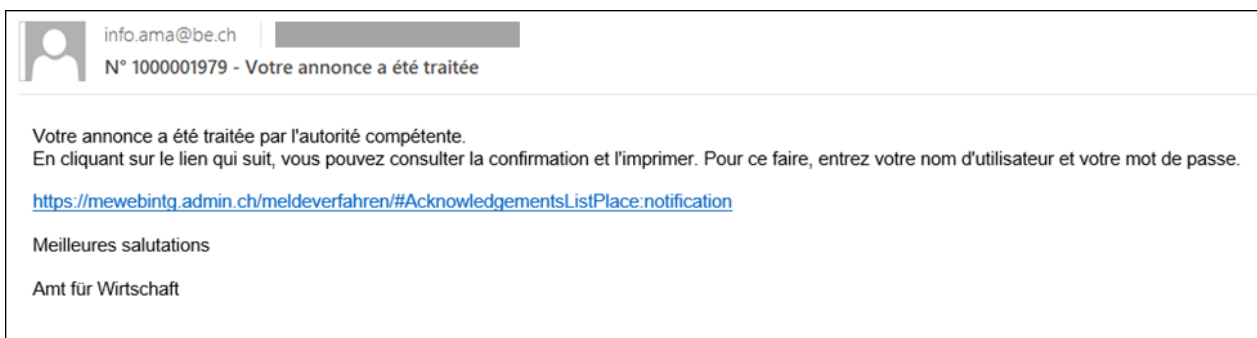 info.ama@be.ch
N° 1000001979 - Votre annonce a été traitée
Votre annonce a été traitée par l'autorité compétente.
En cliquant sur le lien qui suit, vous pouvez consulter la confirmation et l'imprimer. Pour ce faire, entrez votre nom d'utilisateur et votre mot de passe.
https://mewebintg.admin.ch/meldeverfahren/#AcknowledgementsListPlace:notification
Meilleures salutations
Amt für Wirtschaft